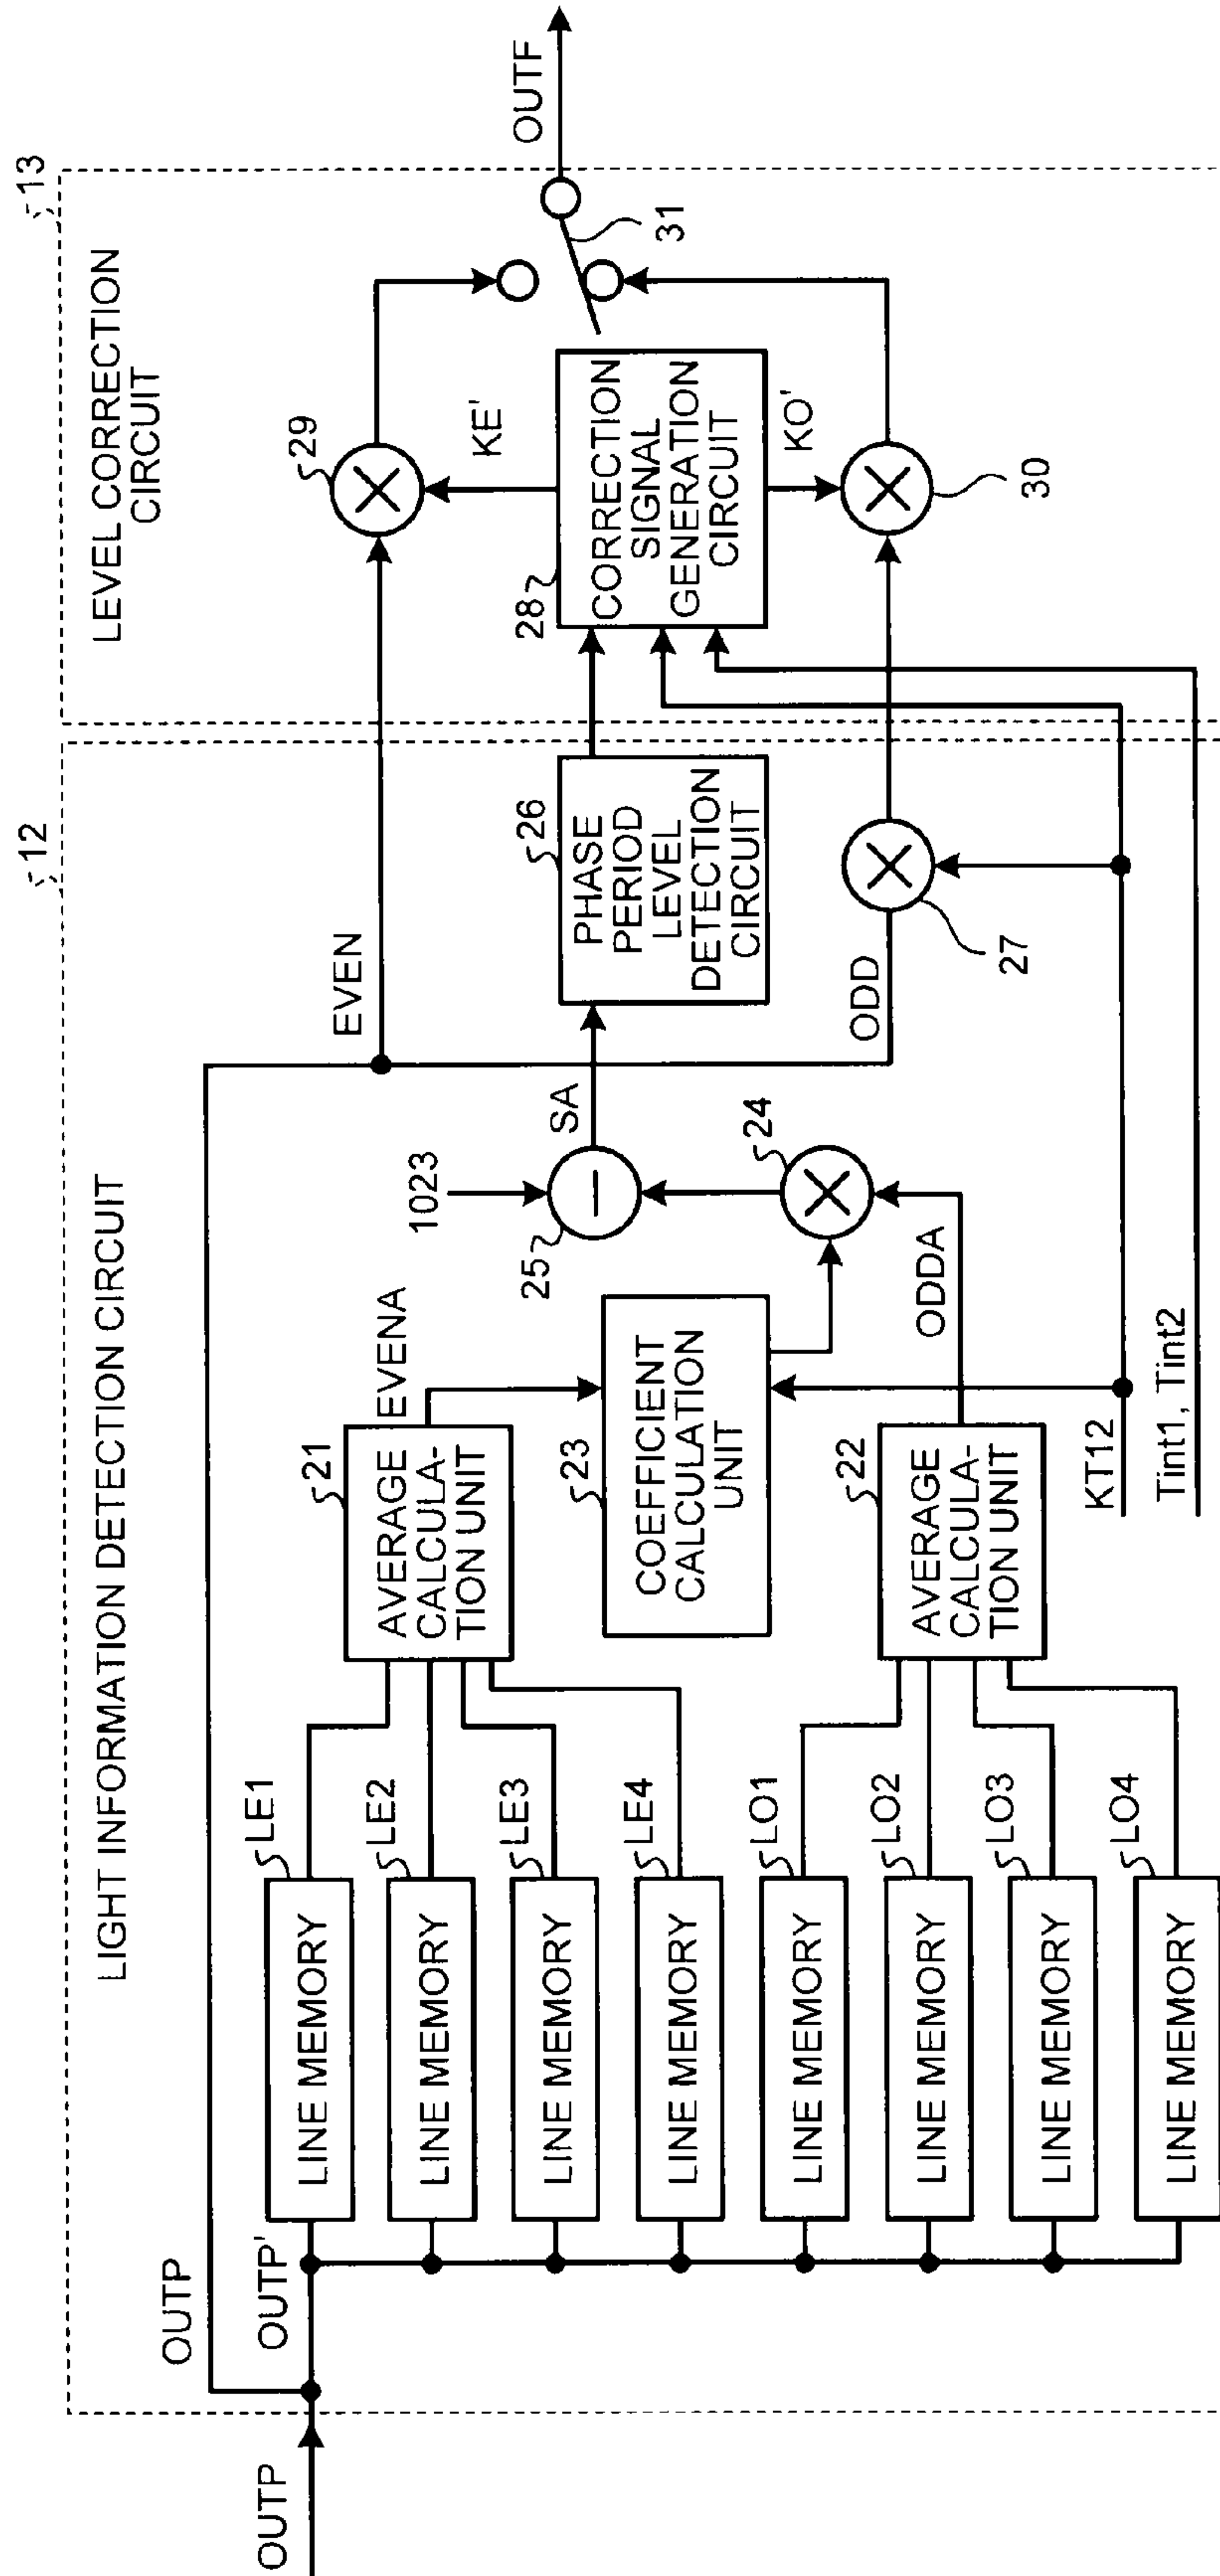 OUTP
12
LIGHT INFORMATION DETECTION CIRCUIT
OUTP
OUTP'
LINE MEMORY
LE1
LINE MEMORY
LE2
LINE MEMORY
LE3
LINE MEMORY
LE4
LINE MEMORY
LO1
LINE MEMORY
LO2
LINE MEMORY
LO3
LINE MEMORY
LO4
21
AVERAGE
CALCULA-
TION UNIT
EVENA
23
COEFFICIENT
CALCULATION
UNIT
22
AVERAGE
CALCULA-
TION UNIT
ODDA
KT12
Tint1, Tint2
1023
25
SA
24
EVEN
ODD
26
PHASE
PERIOD
LEVEL
DETECTION
CIRCUIT
27
13
LEVEL CORRECTION
CIRCUIT
29
KE'
28
CORRECTION
SIGNAL
GENERATION
CIRCUIT
KO'
30
31
OUTF